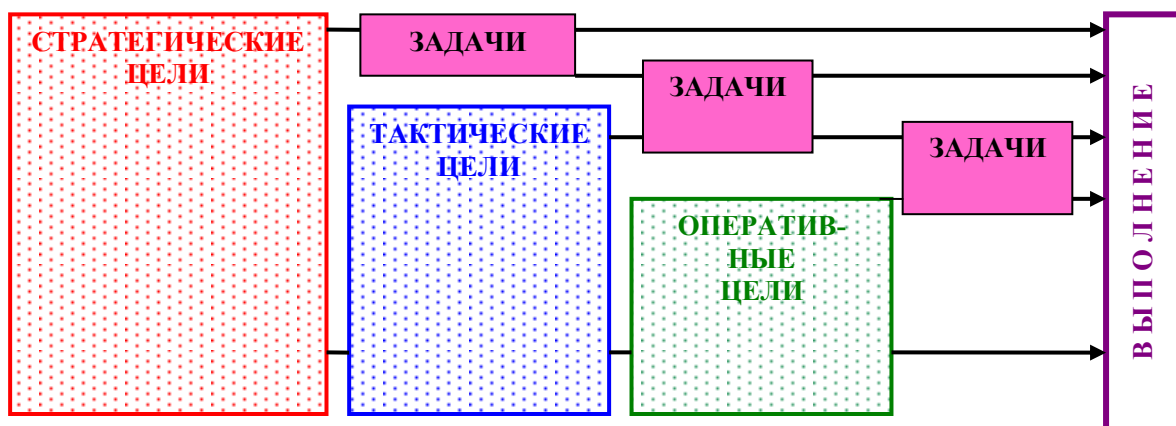 СТРАТЕГИЧЕСКИЕ
ЦЕЛИ
ЗАДАЧИ
ЗАДАЧИ
ТАКТИЧЕСКИЕ
ЦЕЛИ
ЗАДАЧИ
ОПЕРАТИВ-
НЫЕ
ЦЕЛИ
ВЫПОЛНЕНИЕ